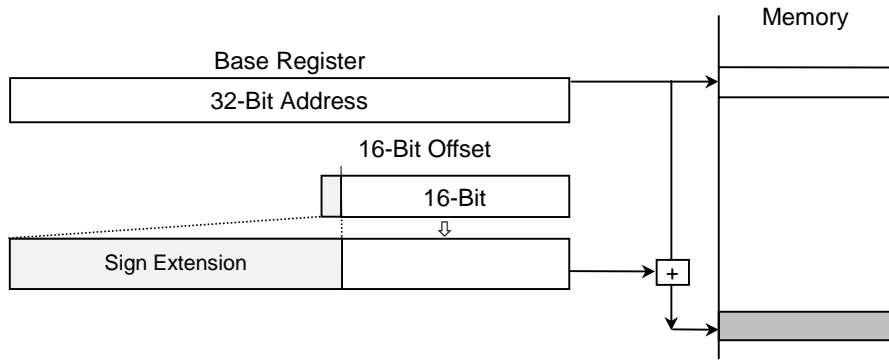 Memory
Base Register
32-Bit Address
16-Bit Offset
16-Bit
Sign Extension
+